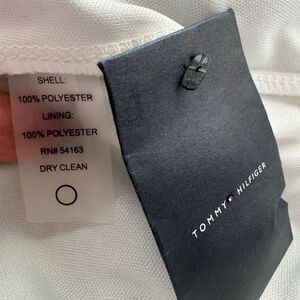 SHELL:
100% POLYESTER
LINING:
100% POLYESTER
RN# 54163
DRY CLEAN
TOMMY HILFIGER